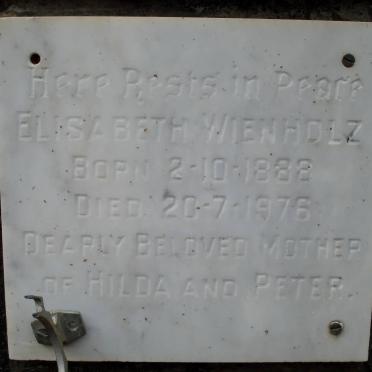 Here Rests in Peace
ELISABETH WIENHOLZ
BORN 2-10-1888
DIED 20-7-1976
DEARLY BELOVED MOTHER
OF HILDA AND PETER.